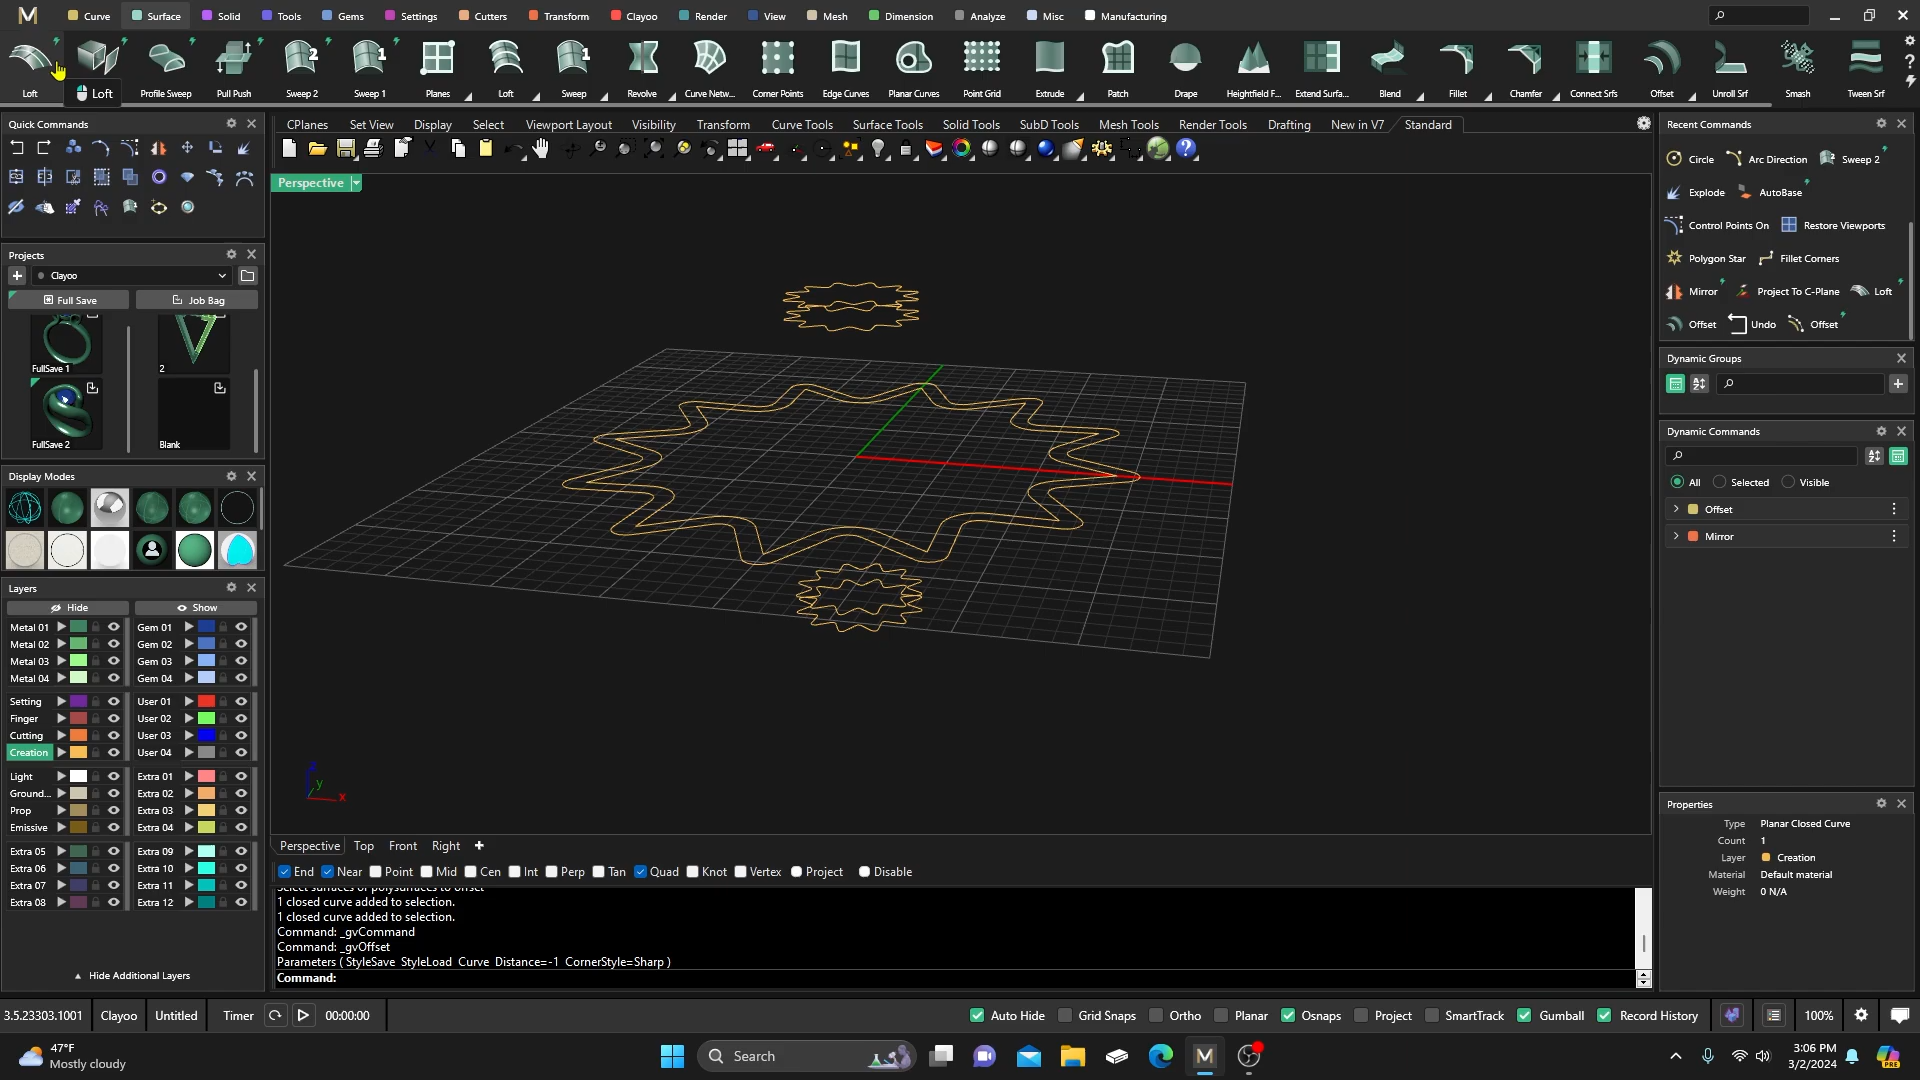 Curve Surface Solid Tools Gems Settings Cutters Transform Clayoo Render View Mesh Dimension Analyze Misc Manufacturing
Loft Profile Sweep Pull Push Sweep 2 Sweep 1 Planes Loft Sweep Revolve Curve Netw... Corner Points Edge Curves Planar Curves Point Grid Extrude Patch Drape Heightfield F... Extend Surfa... Blend Fillet Chamfer Connect Srfs Offset Unroll Srf Smash Tween Srf
Loft
Quick Commands
CPlanes Set View Display Select Viewport Layout Visibility Transform Curve Tools Surface Tools Solid Tools SubD Tools Mesh Tools Render Tools Drafting New in V7 Standard
Perspective
Projects
Clayoo
Full Save Job Bag
FullSave 1 2
FullSave 2 Blank
Display Modes
Layers
Hide Show
Metal 01 Gem 01
Metal 02 Gem 02
Metal 03 Gem 03
Metal 04 Gem 04
Setting User 01
Finger User 02
Cutting User 03
Creation User 04
Light Extra 01
Ground... Extra 02
Prop Extra 03
Emissive Extra 04
Extra 05 Extra 09
Extra 06 Extra 10
Extra 07 Extra 11
Extra 08 Extra 12
Hide Additional Layers
z
y
x
Perspective Top Front Right
End Near Point Mid Cen Int Perp Tan Quad Knot Vertex Project Disable
Select surfaces or polysurfaces to offset
1 closed curve added to selection.
1 closed curve added to selection.
Command: _gvCommand
Command: _gvOffset
Parameters ( StyleSave StyleLoad Curve Distance=-1 CornerStyle=Sharp )
Command:
Recent Commands
Circle Arc Direction Sweep 2
Explode AutoBase
Control Points On Restore Viewports
Polygon Star Fillet Corners
Mirror Project To C-Plane Loft
Offset Undo Offset
Dynamic Groups
Dynamic Commands
All Selected Visible
Offset
Mirror
Properties
Type Planar Closed Curve
Count 1
Layer Creation
Material Default material
Weight 0 N/A
3.5.23303.1001 Clayoo Untitled Timer 00:00:00 Auto Hide Grid Snaps Ortho Planar Osnaps Project SmartTrack Gumball Record History 100%
47°F
Mostly cloudy
Search
3:06 PM
3/2/2024